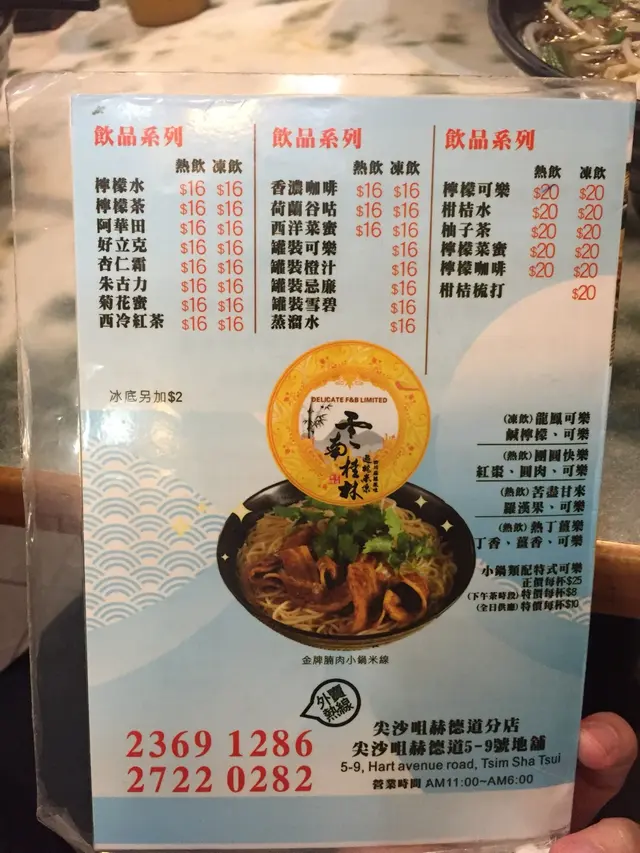 飲品系列
熱飲 凍飲
檸檬水 $16 $16
檸檬茶 $16 $16
阿華田 $16 $16
好立克 $16 $16
杏仁霜 $16 $16
朱古力 $16 $16
菊花蜜 $16 $16
西冷紅茶 $16 $16
飲品系列
熱飲 凍飲
香濃咖啡 $16 $16
荷蘭谷咕 $16 $16
西洋菜蜜 $16 $16
罐裝可樂 $16
罐裝橙汁 $16
罐裝忌廉 $16
罐裝雪碧 $16
蒸溜水 $16
飲品系列
熱飲 凍飲
檸檬可樂 $20 $20
柑桔水 $20 $20
柚子茶 $20 $20
檸檬菜蜜 $20 $20
檸檬咖啡 $20 $20
柑桔梳打 $20
冰底另加$2
DELICATE F&B LIMITED
雲南桂林
(凍飲)龍鳳可樂
鹹檸檬、可樂
(熱飲)團圓快樂
紅棗、圓肉、可樂
(熱飲)苦盡甘來
羅漢果、可樂
(熱飲)熱丁薑樂
丁香、薑香、可樂
小鍋類配特式可樂
正價每杯$25
(下午茶時段)特價每杯$8
(全日供應)特價每杯$10
金牌腩肉小鍋米線
外賣熱線
2369 1286
2722 0282
尖沙咀赫德道分店
尖沙咀赫德道5-9號地舖
5-9, Hart avenue road, Tsim Sha Tsui
營業時間 AM11:00~AM6:00